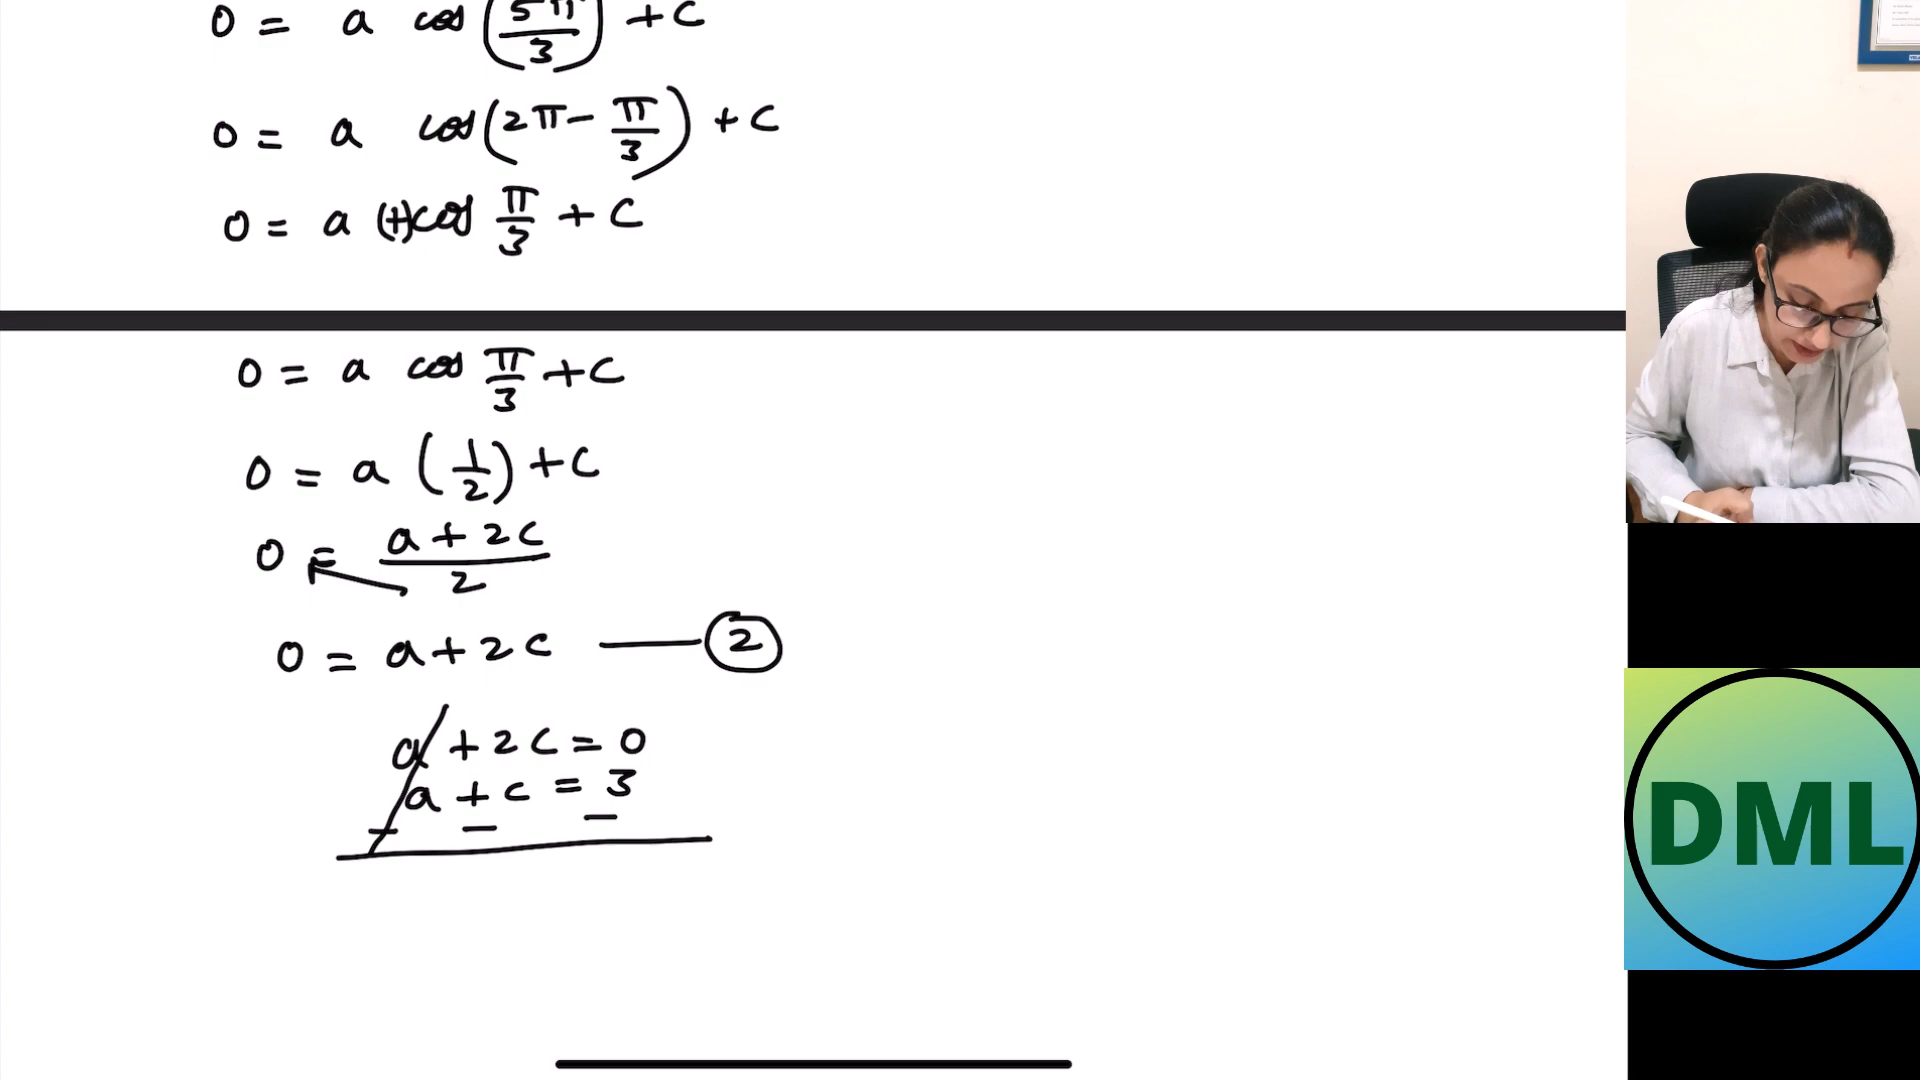 0 = a cos(5π/3) + c
0 = a cos(2π - π/3) + c
0 = a (+)cos π/3 + c
0 = a cos π/3 + c
0 = a (1/2) + c
0 = a + 2c / 2
0 = a + 2c — 2
a + 2c = 0
a + c = 3
- - -
DML